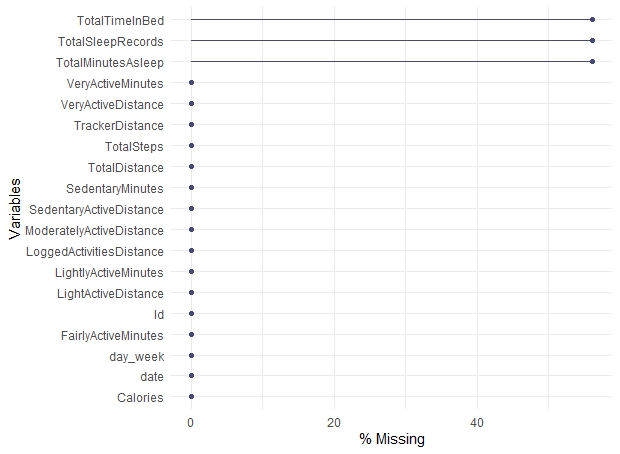 TotalTimeInBed
TotalSleepRecords
TotalMinutesAsleep
VeryActiveMinutes
VeryActiveDistance
TrackerDistance
TotalSteps
TotalDistance
SedentaryMinutes
SedentaryActiveDistance
ModeratelyActiveDistance
LoggedActivitiesDistance
LightlyActiveMinutes
LightActiveDistance
Id
FairlyActiveMinutes
day_week
date
Calories
Variables
0 20 40
% Missing